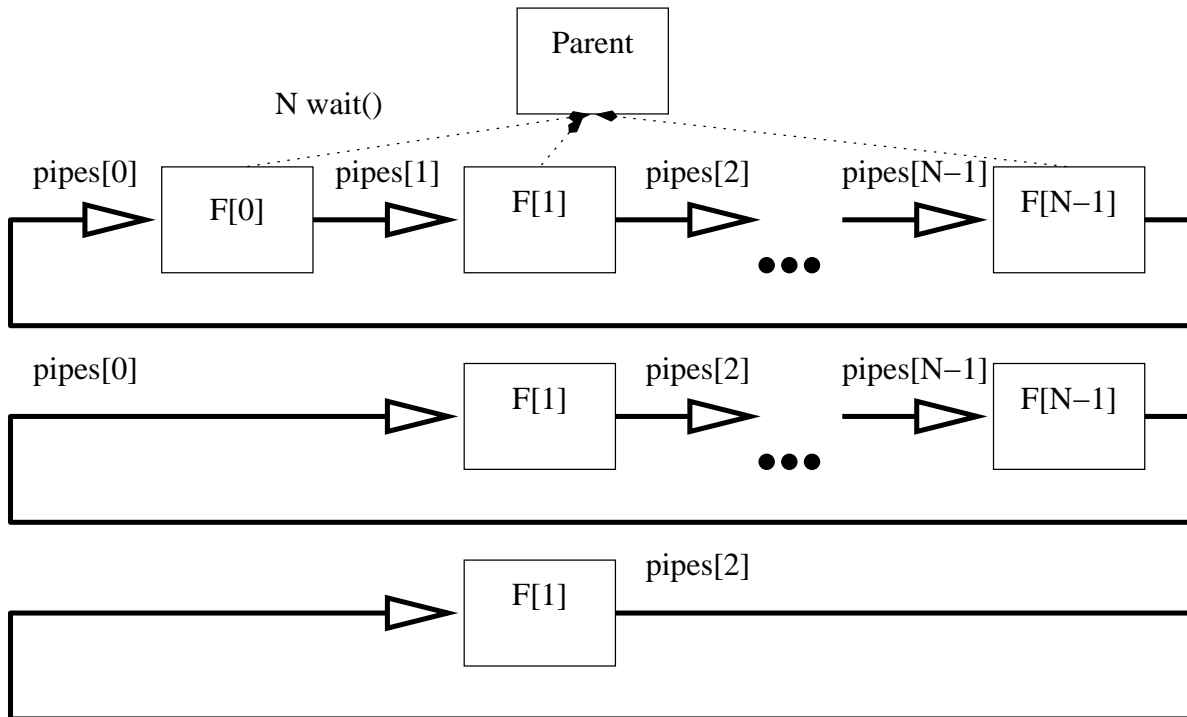 Parent
N wait()
pipes[0]
pipes[1]
pipes[2]
pipes[N–1]
F[0]
F[1]
F[N–1]
pipes[0]
pipes[2]
pipes[N–1]
F[1]
F[N–1]
F[1]
pipes[2]